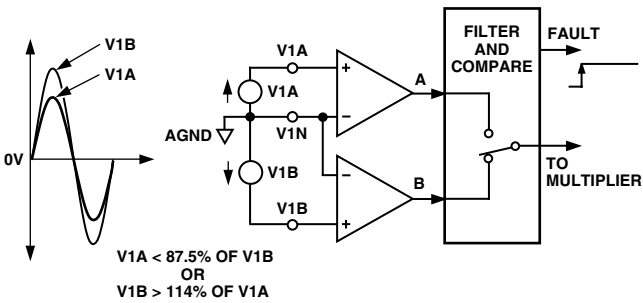 V1B
V1A
0V
V1A < 87.5% OF V1B
OR
V1B > 114% OF V1A
V1A
V1A
AGND
V1N
V1B
V1B
+
−
−
+
A
B
FILTER
AND
COMPARE
FAULT
TO
MULTIPLIER